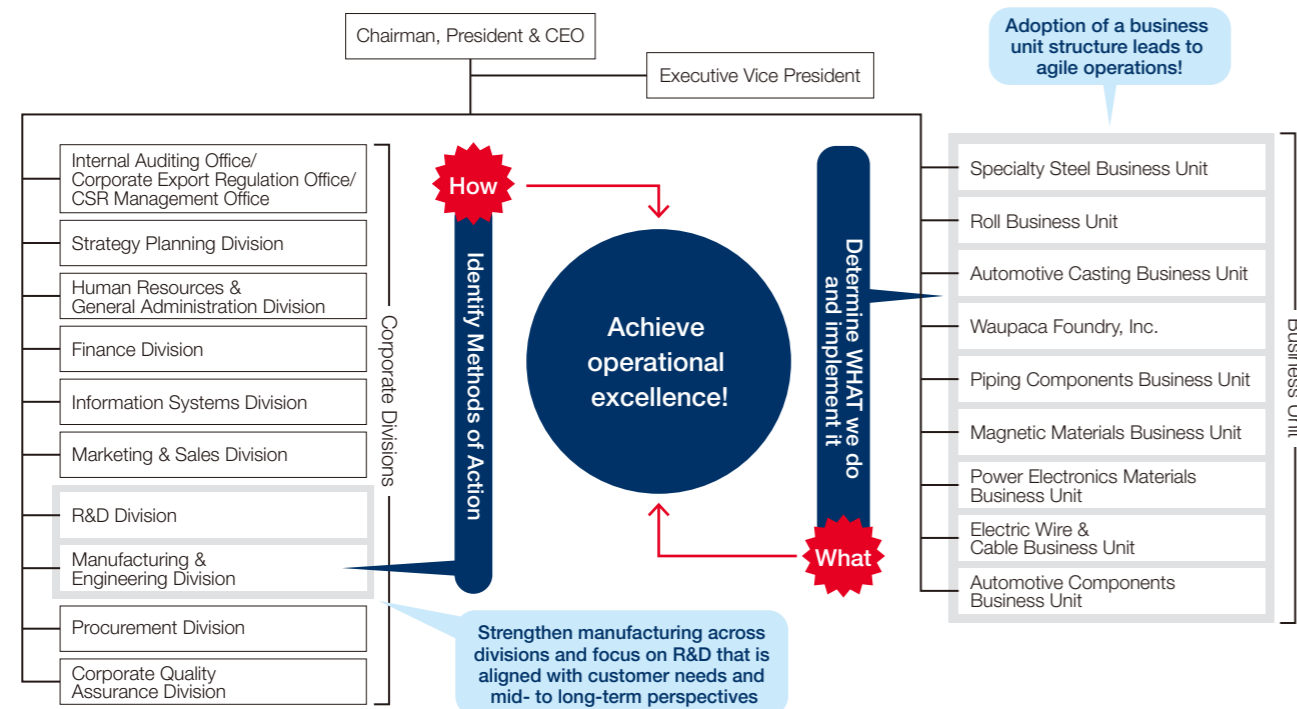 Chairman, President & CEO
Executive Vice President
Adoption of a business
unit structure leads to
agile operations!
Internal Auditing Office/
Corporate Export Regulation Office/
CSR Management Office
Strategy Planning Division
Human Resources &
General Administration Division
Finance Division
Information Systems Division
Marketing & Sales Division
R&D Division
Manufacturing &
Engineering Division
Procurement Division
Corporate Quality
Assurance Division
Corporate Divisions
How
Identify Methods of Action
Achieve
operational
excellence!
Determine WHAT we do
and implement it
What
Specialty Steel Business Unit
Roll Business Unit
Automotive Casting Business Unit
Waupaca Foundry, Inc.
Piping Components Business Unit
Magnetic Materials Business Unit
Power Electronics Materials
Business Unit
Electric Wire &
Cable Business Unit
Automotive Components
Business Unit
Business Unit
Strengthen manufacturing across
divisions and focus on R&D that is
aligned with customer needs and
mid- to long-term perspectives